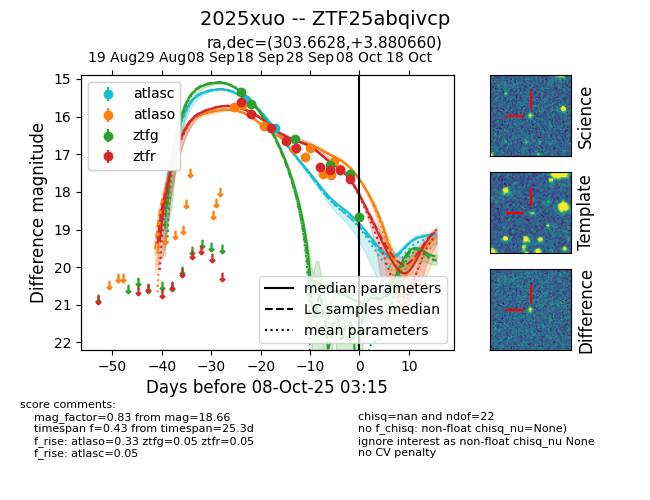 2025xuo -- ZTF25abqivcp
ra,dec=(303.6628,+3.880660)
19 Aug 29 Aug 08 Sep 18 Sep 28 Sep 08 Oct 18 Oct
15
16
17
18
19
20
21
22
Difference magnitude
atlasc
atlaso
ztfg
ztfr
median parameters
LC samples median
mean parameters
−50 −40 −30 −20 −10 0 10
Days before 08-Oct-25 03:15
Science
Template
Difference
score comments:
mag_factor=0.83 from mag=18.66
timespan f=0.43 from timespan=25.3d
f_rise: atlaso=0.33 ztfg=0.05 ztfr=0.05
f_rise: atlasc=0.05
chisq=nan and ndof=22
no f_chisq: non-float chisq_nu=None)
ignore interest as non-float chisq_nu None
no CV penalty